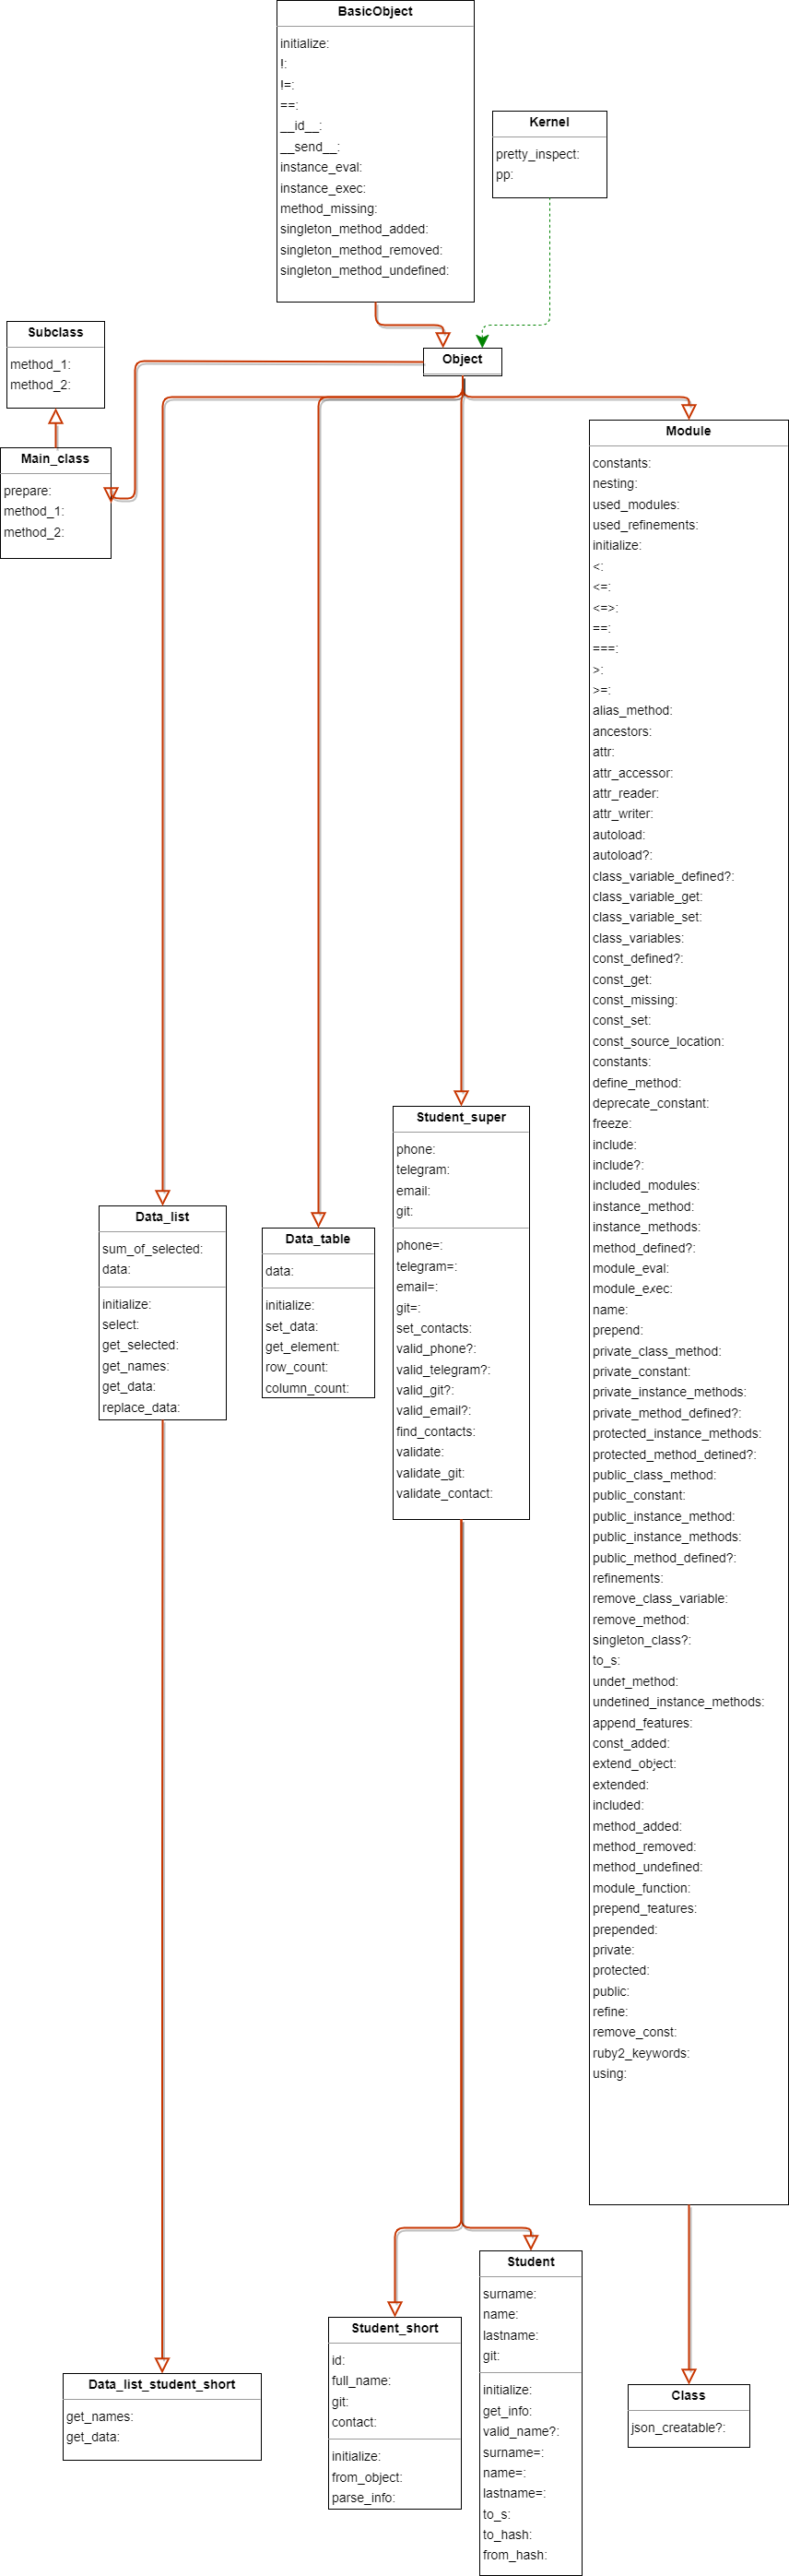 BasicObject
initialize:
!:
!=:
==:
__id__:
__send__:
instance_eval:
instance_exec:
method_missing:
singleton_method_added:
singleton_method_removed:
singleton_method_undefined:
Kernel
pretty_inspect:
pp:
Subclass
method_1:
method_2:
Object
Main_class
prepare:
method_1:
method_2:
Module
constants:
nesting:
used_modules:
used_refinements:
initialize:
<:
<=:
<=>:
==:
===:
>:
>=:
alias_method:
ancestors:
attr:
attr_accessor:
attr_reader:
attr_writer:
autoload:
autoload?:
class_variable_defined?:
class_variable_get:
class_variable_set:
class_variables:
const_defined?:
const_get:
const_missing:
const_set:
const_source_location:
constants:
define_method:
deprecate_constant:
freeze:
include:
include?:
included_modules:
instance_method:
instance_methods:
method_defined?:
module_eval:
module_exec:
name:
prepend:
private_class_method:
private_constant:
private_instance_methods:
private_method_defined?:
protected_instance_methods:
protected_method_defined?:
public_class_method:
public_constant:
public_instance_method:
public_instance_methods:
public_method_defined?:
refinements:
remove_class_variable:
remove_method:
singleton_class?:
to_s:
undef_method:
undefined_instance_methods:
append_features:
const_added:
extend_object:
extended:
included:
method_added:
method_removed:
method_undefined:
module_function:
prepend_features:
prepended:
private:
protected:
public:
refine:
remove_const:
ruby2_keywords:
using:
Student_super
phone:
telegram:
email:
git:
phone=:
telegram=:
email=:
git=:
set_contacts:
valid_phone?:
valid_telegram?:
valid_git?:
valid_email?:
find_contacts:
validate:
validate_git:
validate_contact:
Data_list
sum_of_selected:
data:
initialize:
select:
get_selected:
get_names:
get_data:
replace_data:
Data_table
data:
initialize:
set_data:
get_element:
row_count:
column_count:
Student
surname:
name:
lastname:
git:
initialize:
get_info:
valid_name?:
surname=:
name=:
lastname=:
to_s:
to_hash:
from_hash:
Student_short
id:
full_name:
git:
contact:
initialize:
from_object:
parse_info:
Data_list_student_short
get_names:
get_data:
Class
json_creatable?: